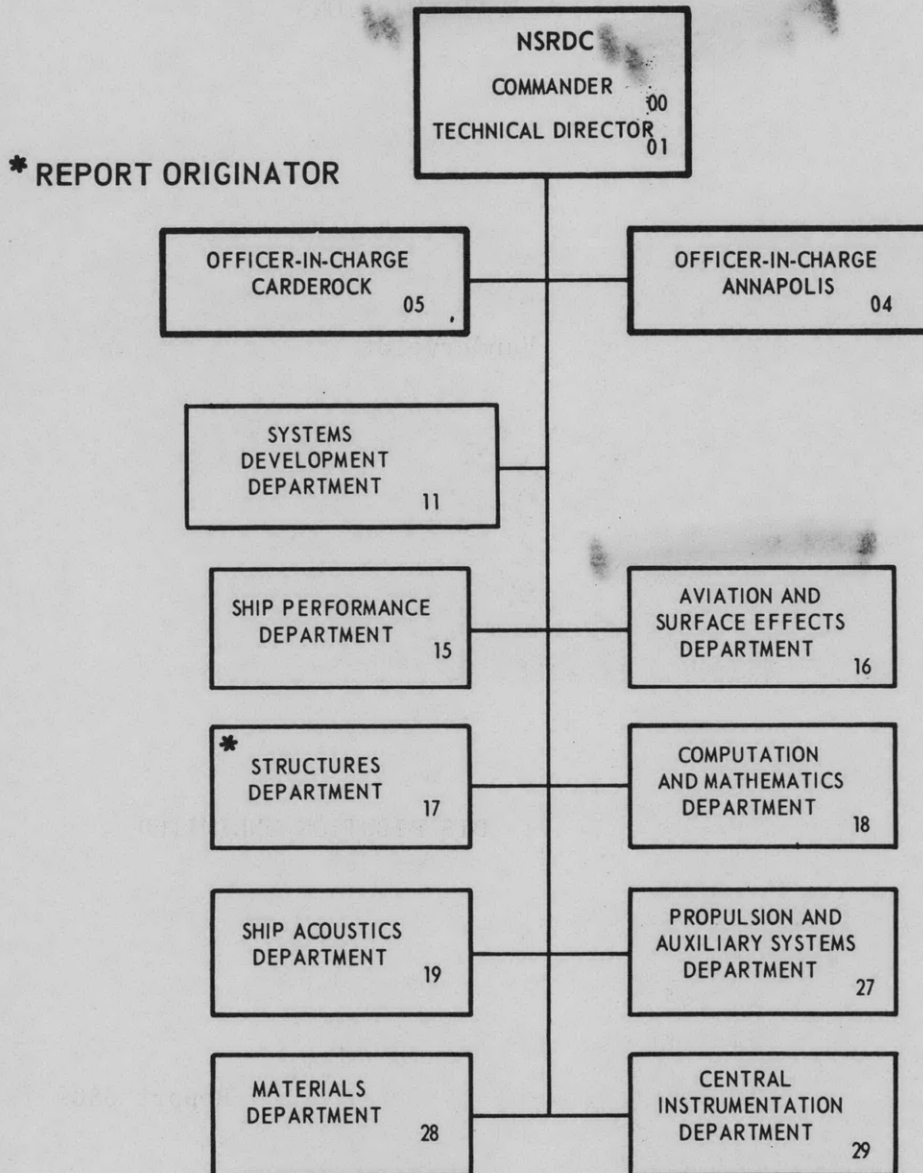 NSRDC
COMMANDER
00
TECHNICAL DIRECTOR
01
* REPORT ORIGINATOR
OFFICER-IN-CHARGE
CARDEROCK
05
OFFICER-IN-CHARGE
ANNAPOLIS
04
SYSTEMS
DEVELOPMENT
DEPARTMENT
11
SHIP PERFORMANCE
DEPARTMENT
15
AVIATION AND
SURFACE EFFECTS
DEPARTMENT
16
*
STRUCTURES
DEPARTMENT
17
COMPUTATION
AND MATHEMATICS
DEPARTMENT
18
SHIP ACOUSTICS
DEPARTMENT
19
PROPULSION AND
AUXILIARY SYSTEMS
DEPARTMENT
27
MATERIALS
DEPARTMENT
28
CENTRAL
INSTRUMENTATION
DEPARTMENT
29